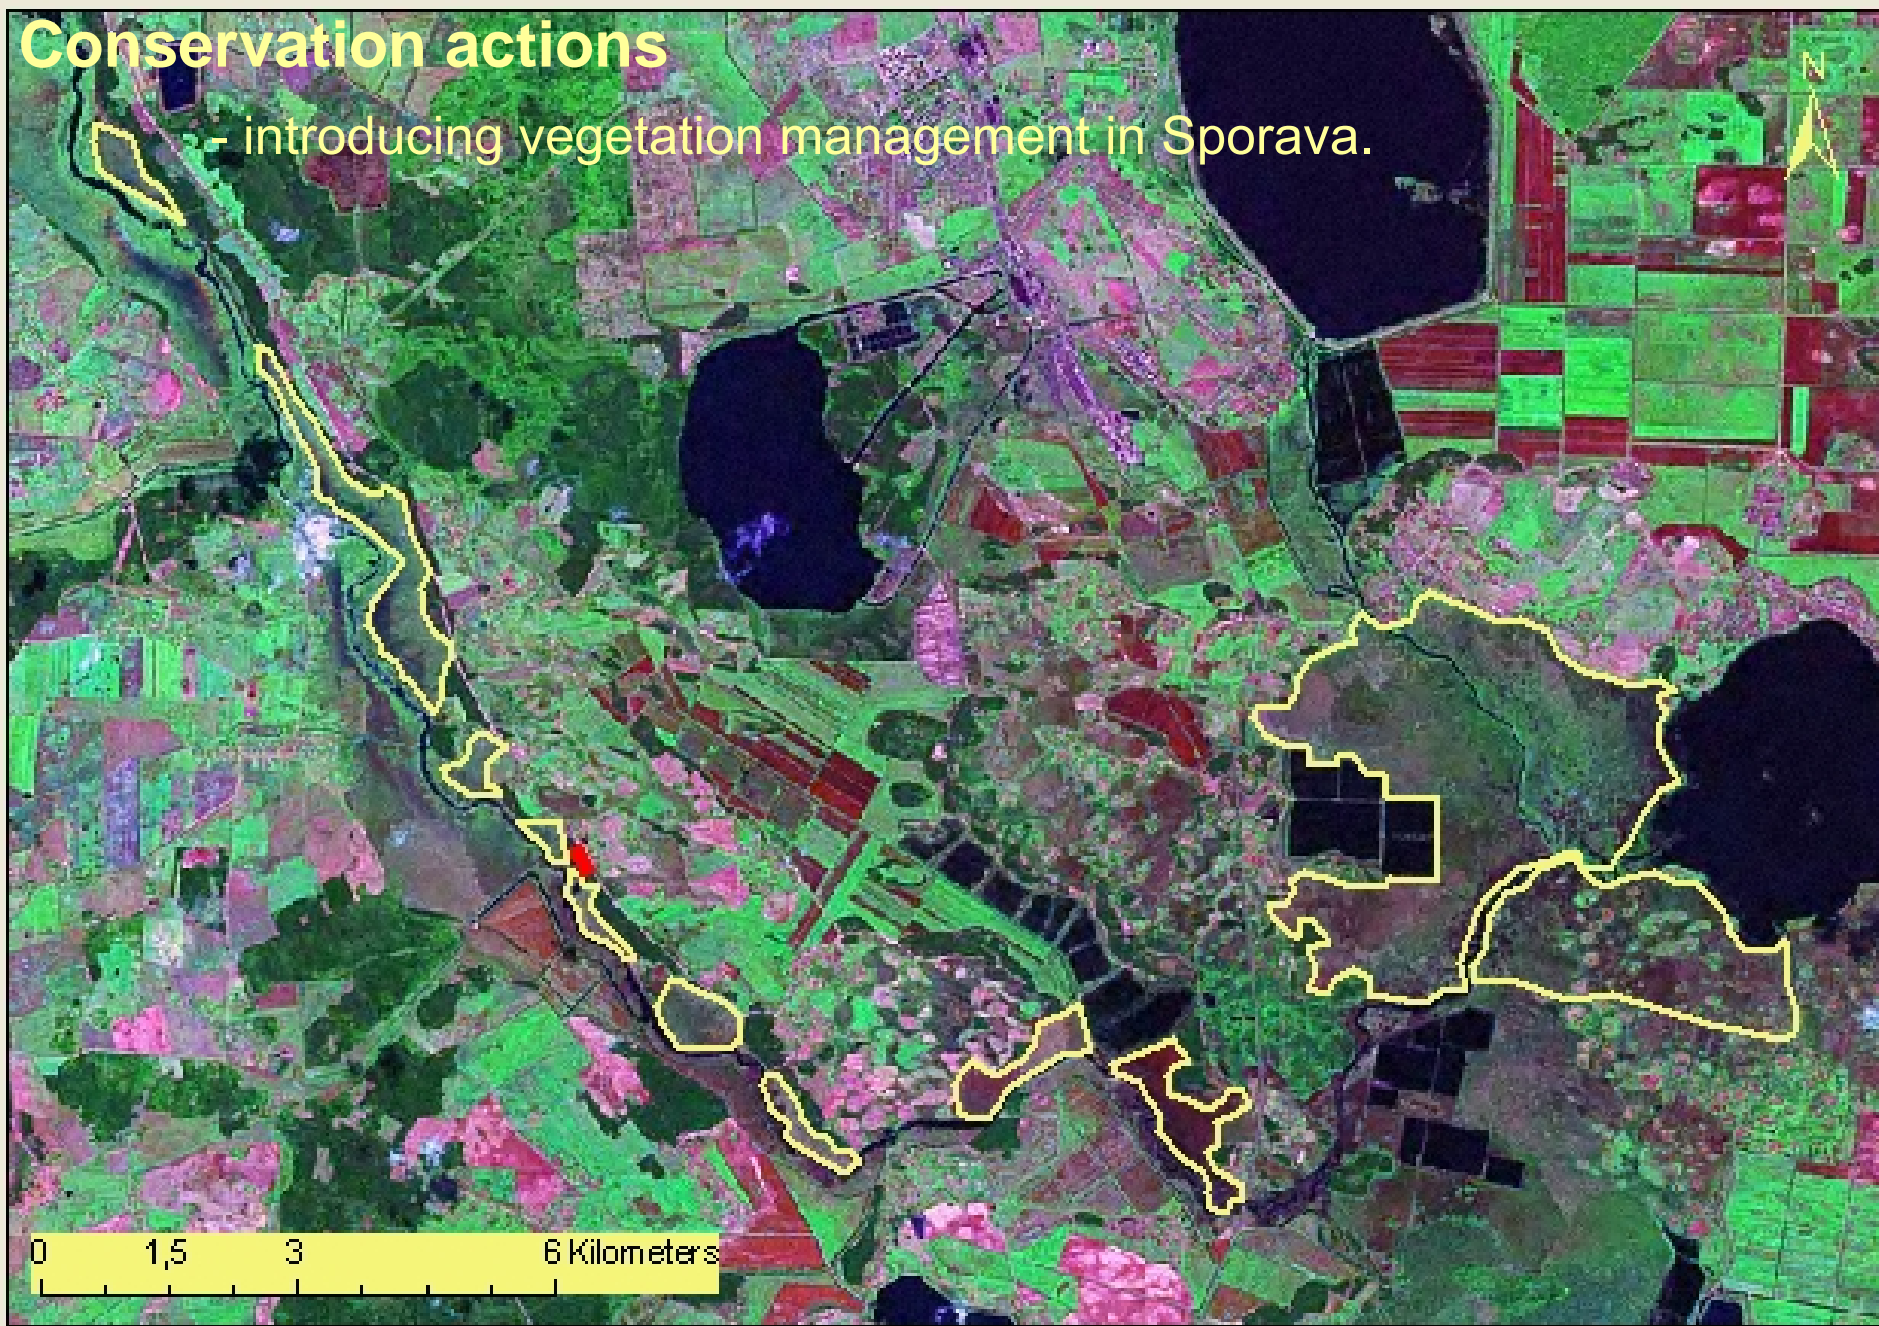 Conservation actions
- introducing vegetation management in Sporava.
N
0 1,5 3 6 Kilometers